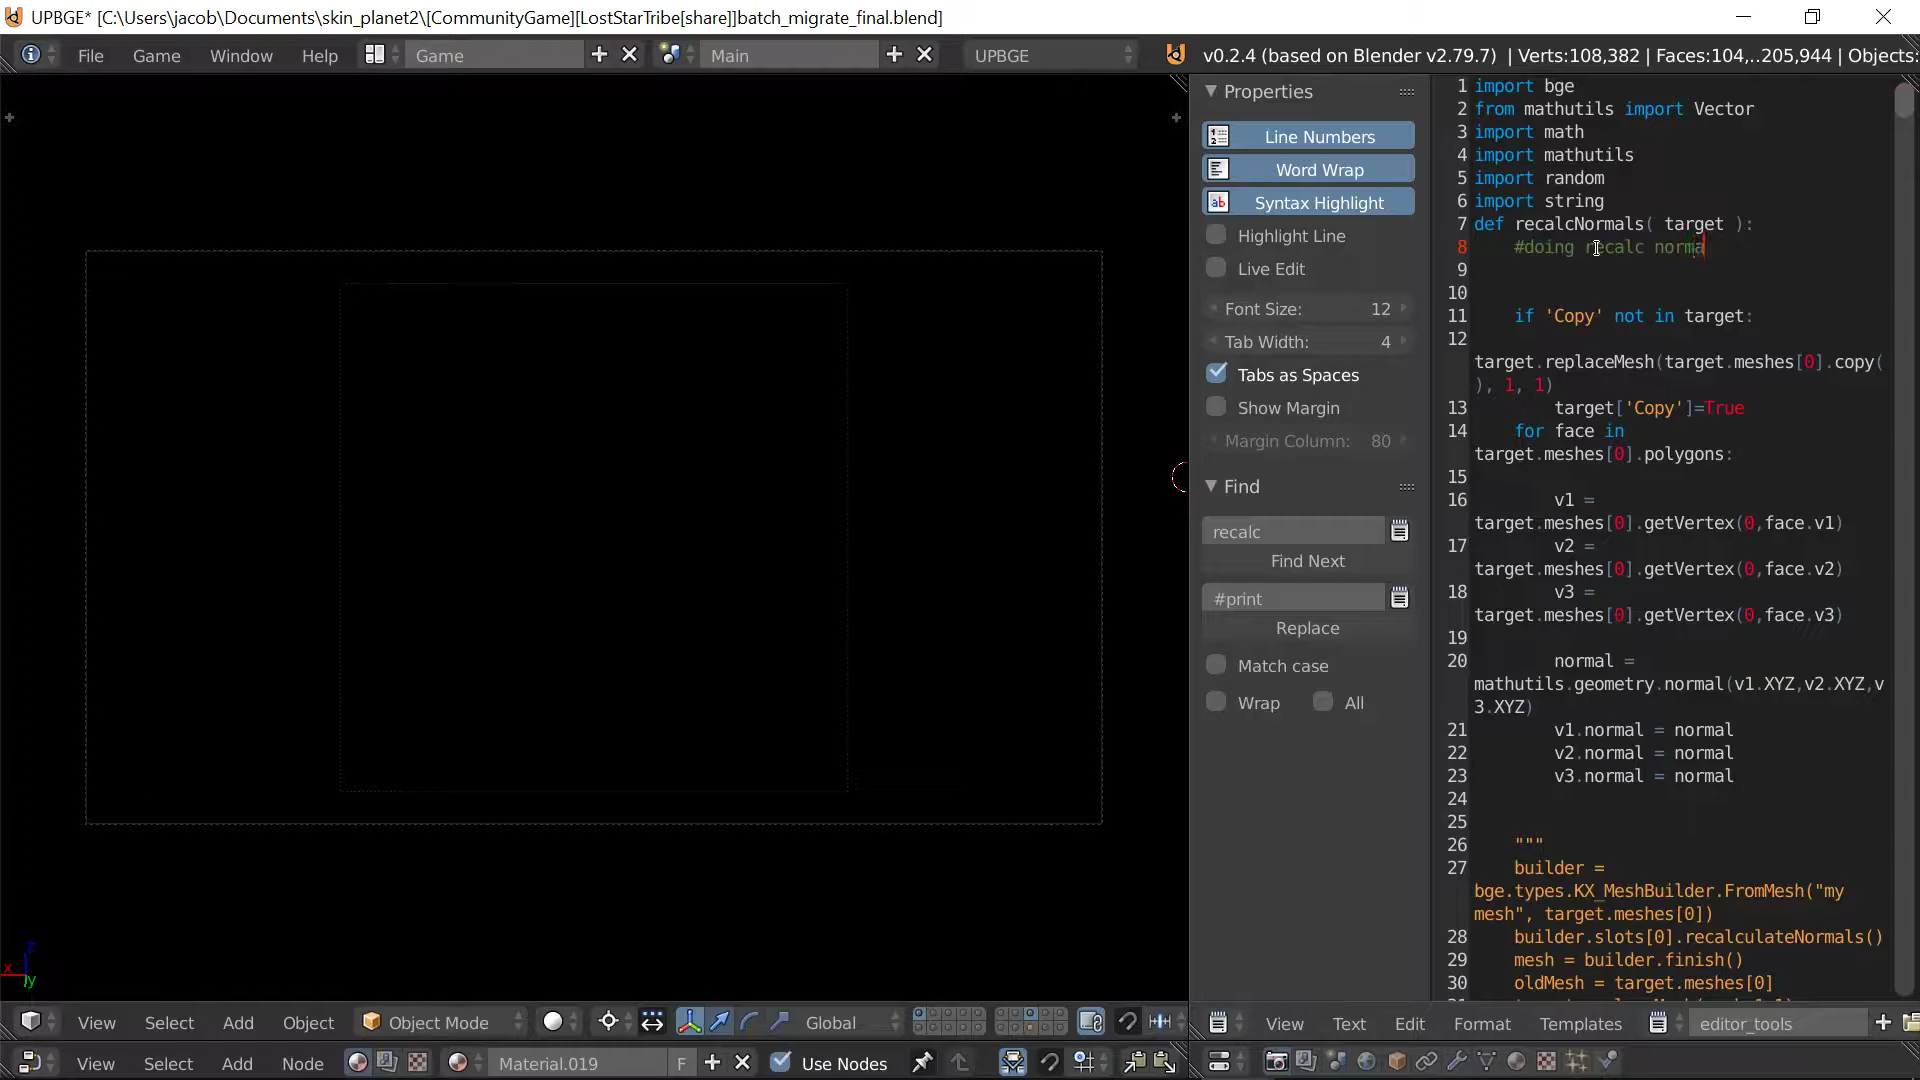 UPBGE* [C:\Users\jacob\Documents\skin_planet2\[CommunityGame][LostStarTribe[share]]batch_migrate_final.blend]
File Game Window Help Game Main UPBGE v0.2.4 (based on Blender v2.79.7) | Verts:108,382 | Faces:104,..205,944 | Objects:
Properties
Line Numbers
Word Wrap
Syntax Highlight
Highlight Line
Live Edit
Font Size: 12
Tab Width: 4
Tabs as Spaces
Show Margin
Margin Column: 80
Find
recalc
Find Next
#print
Replace
Match case
Wrap All
1 import bge
2 from mathutils import Vector
3 import math
4 import mathutils
5 import random
6 import string
7 def recalcNormals( target ):
8 #doing recalc norma
9
10
11 if 'Copy' not in target:
12
target.replaceMesh(target.meshes[0].copy(
), 1, 1)
13 target['Copy']=True
14 for face in
target.meshes[0].polygons:
15
16 v1 =
target.meshes[0].getVertex(0,face.v1)
17 v2 =
target.meshes[0].getVertex(0,face.v2)
18 v3 =
target.meshes[0].getVertex(0,face.v3)
19
20 normal =
mathutils.geometry.normal(v1.XYZ,v2.XYZ,v
3.XYZ)
21 v1.normal = normal
22 v2.normal = normal
23 v3.normal = normal
24
25
26 """
27 builder =
bge.types.KX_MeshBuilder.FromMesh("my
mesh", target.meshes[0])
28 builder.slots[0].recalculateNormals()
29 mesh = builder.finish()
30 oldMesh = target.meshes[0]
z
x
y
View Select Add Object Object Mode Global
View Text Edit Format Templates editor_tools
View Select Add Node Material.019 F Use Nodes